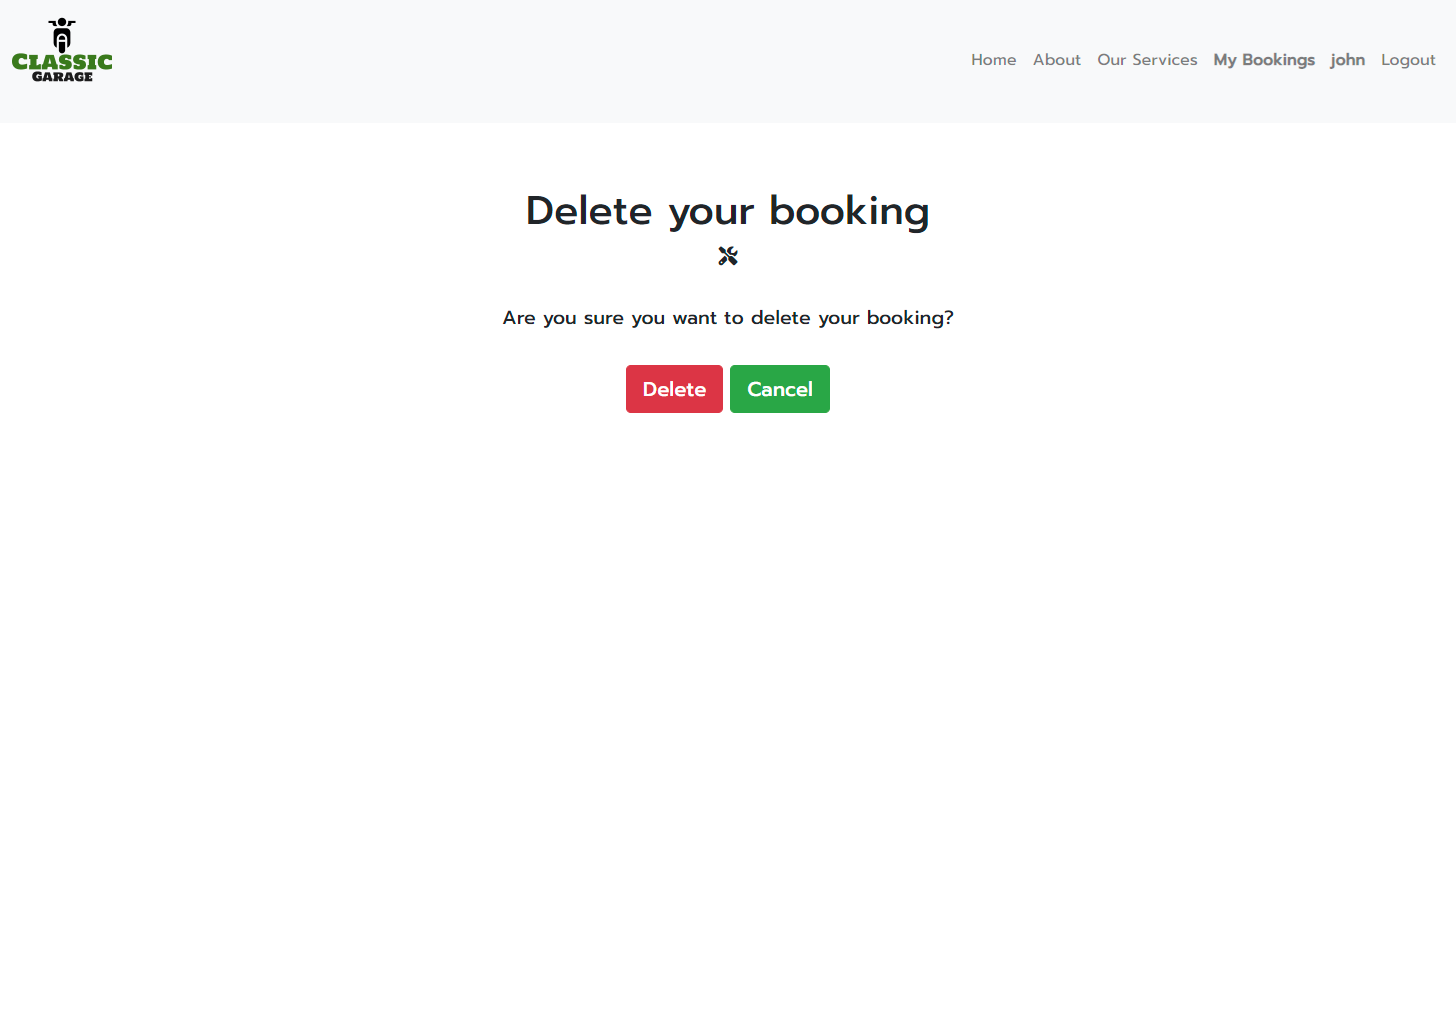 CLASSIC
GARAGE
Home About Our Services My Bookings john Logout
Delete your booking
Are you sure you want to delete your booking?
Delete Cancel